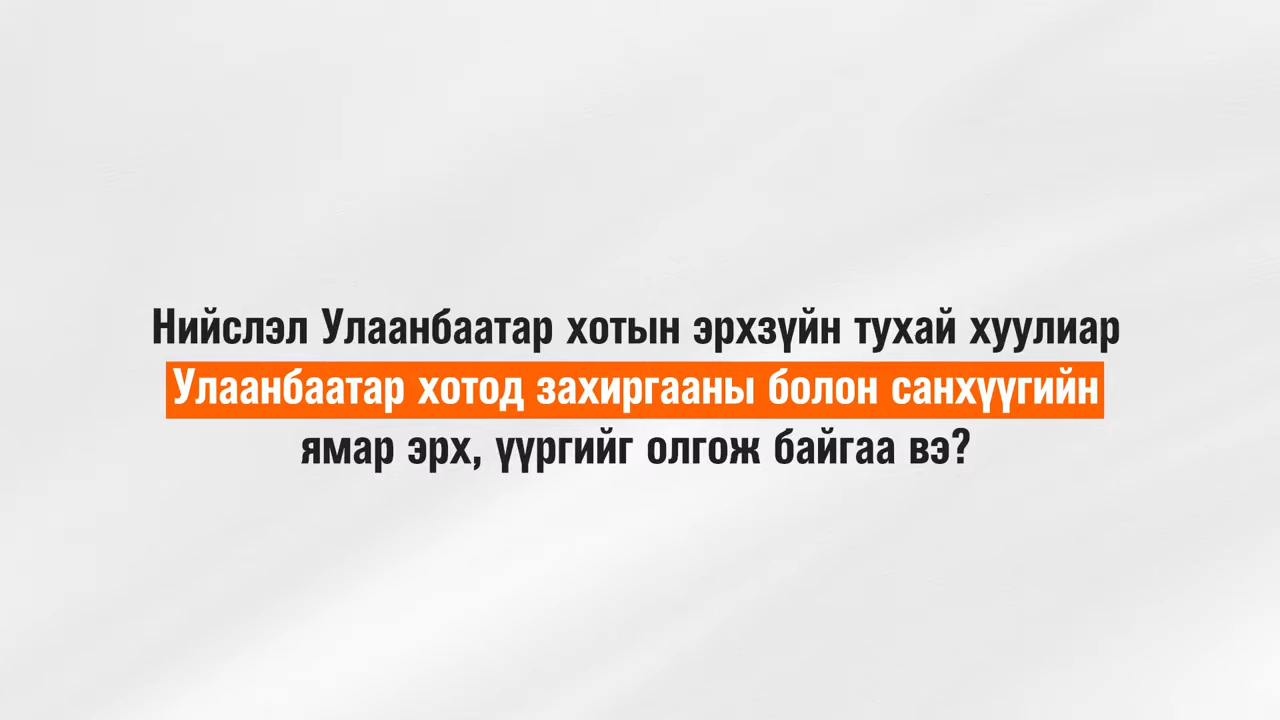 Нийслэл Улаанбаатар хотын эрхзүйн тухай хуулиар
Улаанбаатар хотод захиргааны болон санхүүгийн
ямар эрх, үүргийг олгож байгаа вэ?